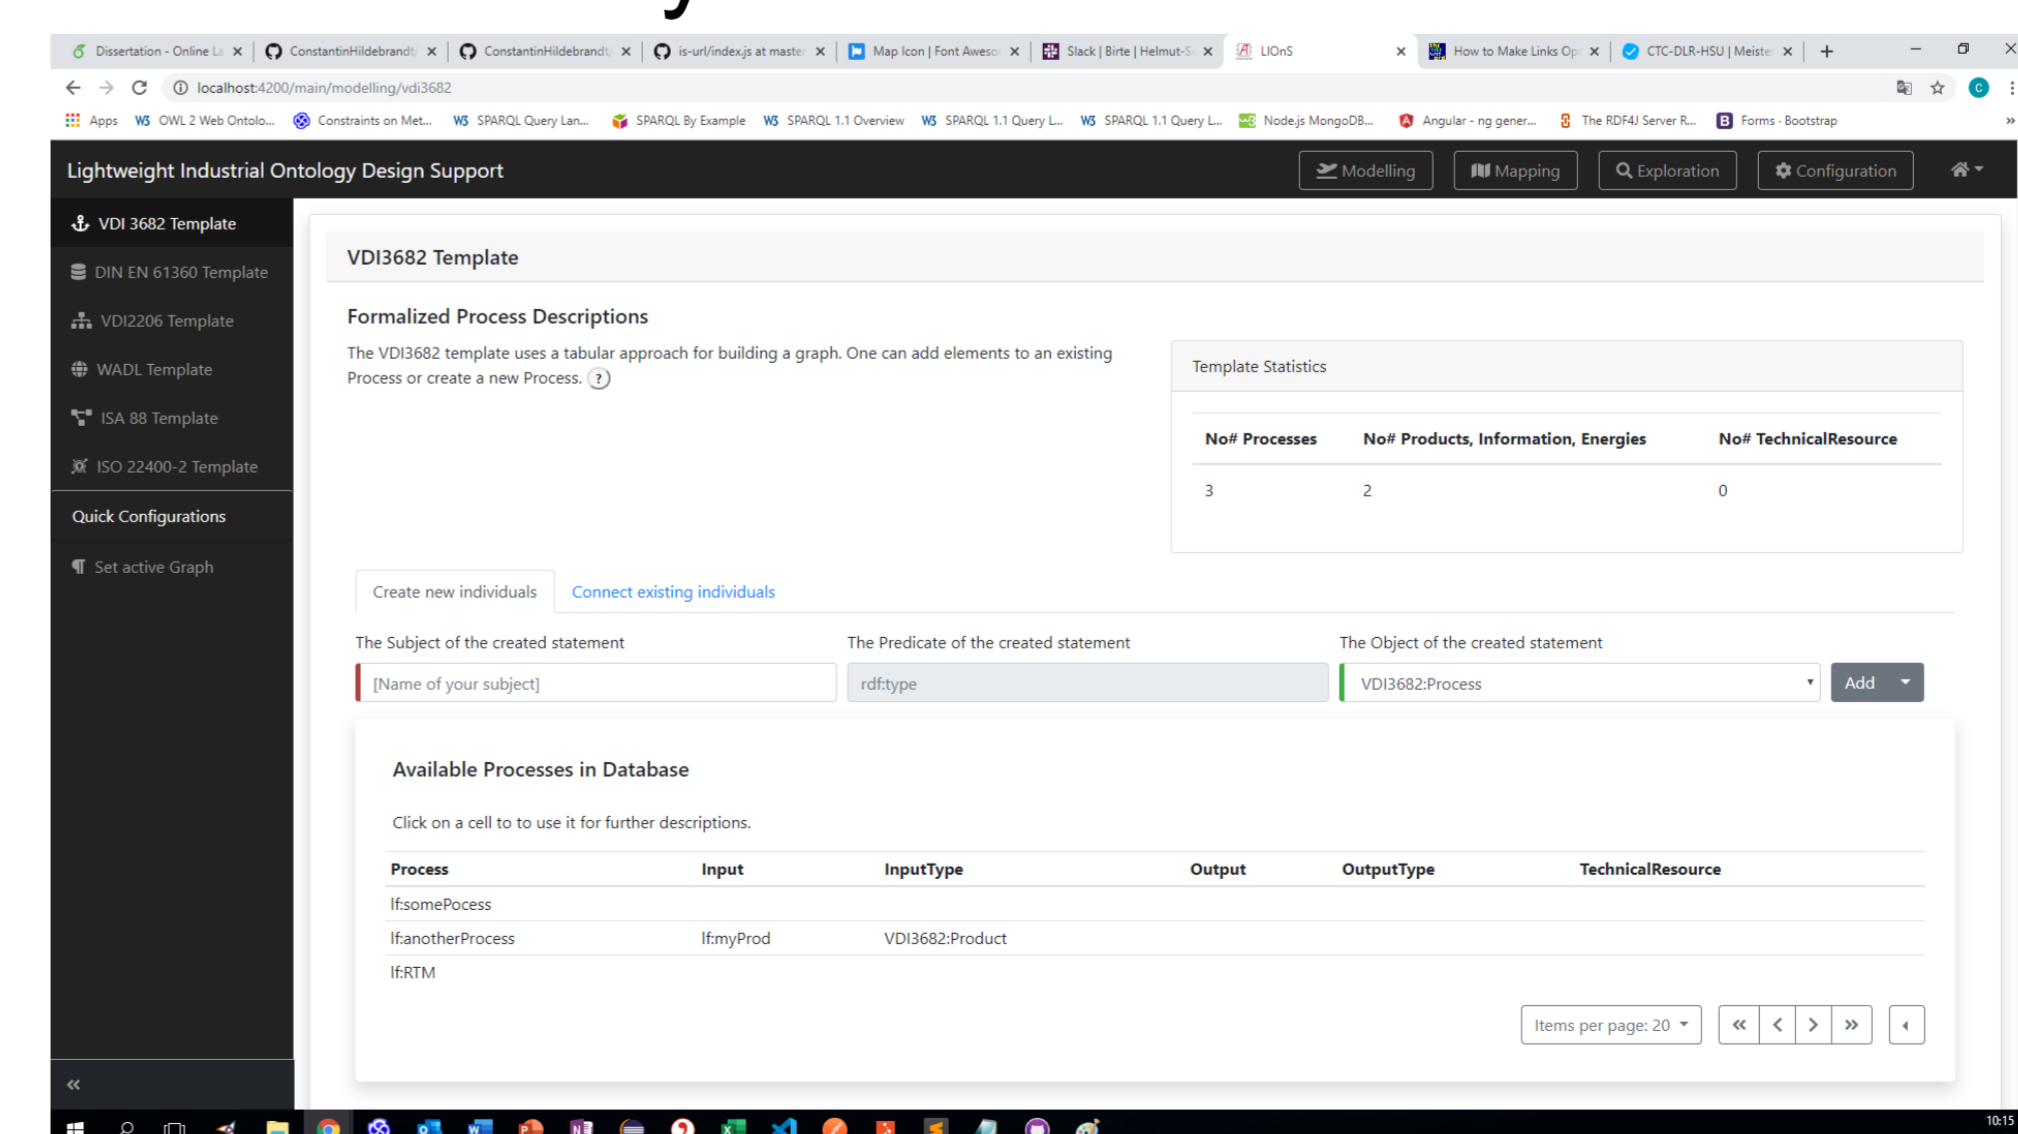 y
Dissertation - Online La
ConstantinHildebrandt/
ConstantinHildebrandt/
is-url/index.js at master
Map Icon | Font Awesom
Slack | Birte | Helmut-S
LIOnS
How to Make Links Op
CTC-DLR-HSU | Meister
localhost:4200/main/modelling/vdi3682
C
Apps
W3 OWL 2 Web Ontolo...
Constraints on Met...
W3 SPARQL Query Lan...
SPARQL By Example
W3 SPARQL 1.1 Overview
W3 SPARQL 1.1 Query L...
W3 SPARQL 1.1 Query L...
Node.js MongoDB...
Angular - ng gener...
The RDF4J Server R...
B Forms · Bootstrap
Lightweight Industrial Ontology Design Support
Modelling
Mapping
Exploration
Configuration
VDI 3682 Template
DIN EN 61360 Template
VDI2206 Template
WADL Template
ISA 88 Template
ISO 22400-2 Template
Quick Configurations
Set active Graph
VDI3682 Template
Formalized Process Descriptions
The VDI3682 template uses a tabular approach for building a graph. One can add elements to an existing
Process or create a new Process. ?
Template Statistics
No# Processes No# Products, Information, Energies No# TechnicalResource
3 2 0
Create new individuals Connect existing individuals
The Subject of the created statement The Predicate of the created statement The Object of the created statement
[Name of your subject] rdf:type VDI3682:Process Add
Available Processes in Database
Click on a cell to to use it for further descriptions.
Process Input InputType Output OutputType TechnicalResource
lf:somePocess
lf:anotherProcess lf:myProd VDI3682:Product
lf:RTM
Items per page: 20
10:15